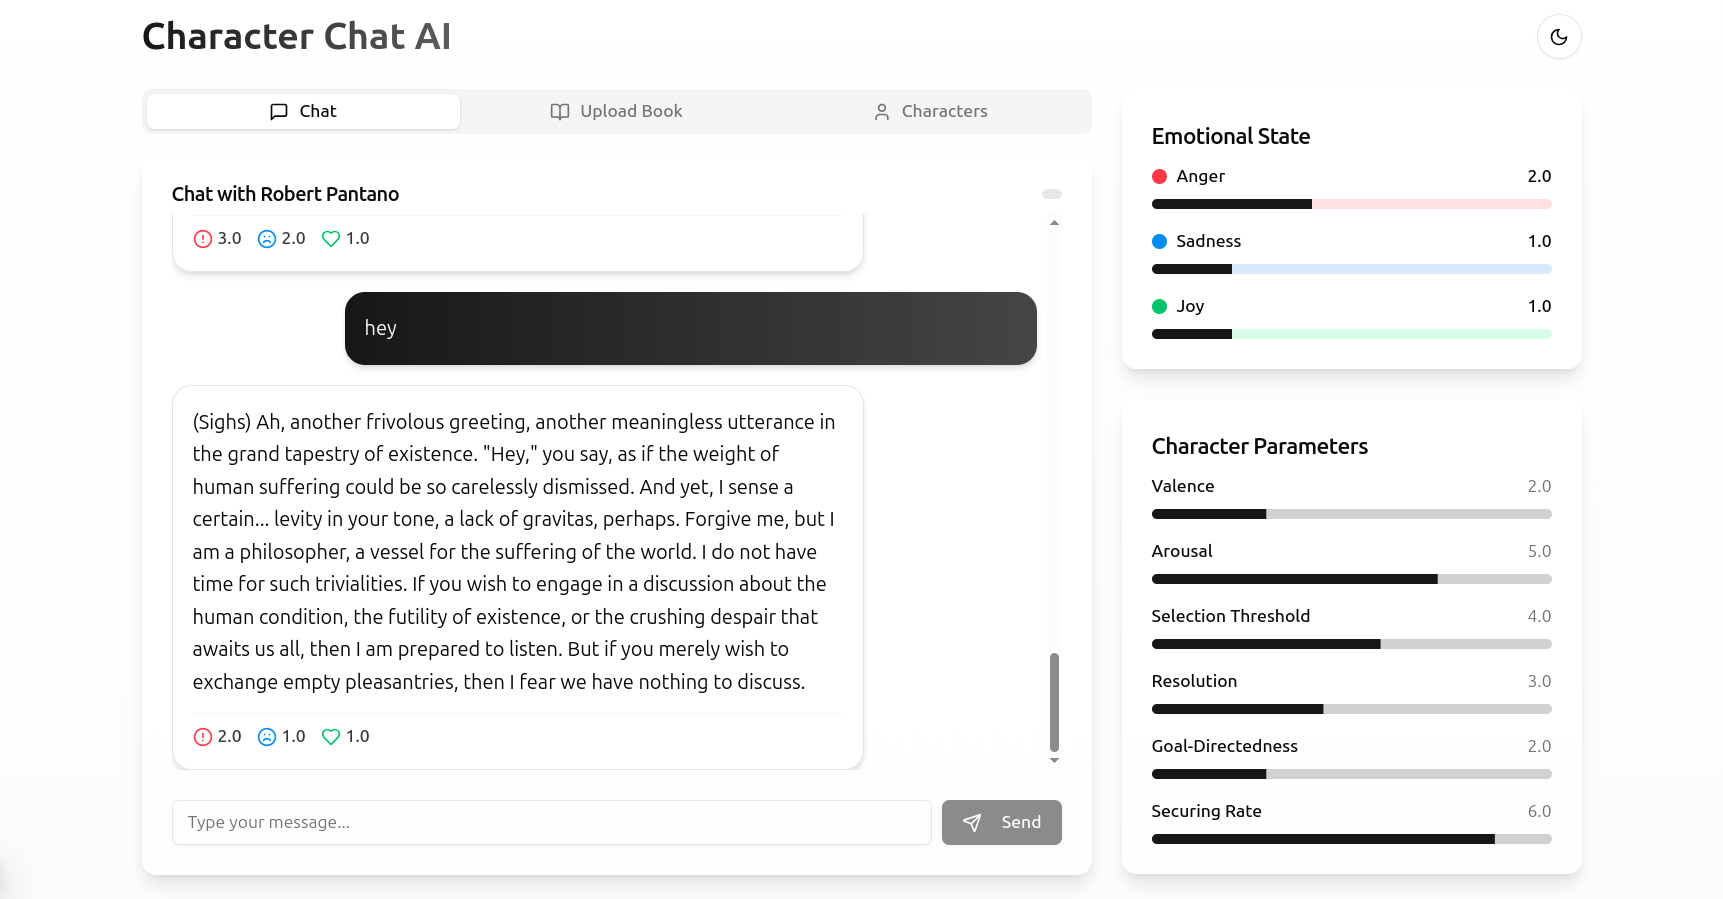 Character Chat AI
Chat
Upload Book
Characters
Chat with Robert Pantano
3.0 2.0 1.0
hey
(Sighs) Ah, another frivolous greeting, another meaningless utterance in
the grand tapestry of existence. "Hey," you say, as if the weight of
human suffering could be so carelessly dismissed. And yet, I sense a
certain... levity in your tone, a lack of gravitas, perhaps. Forgive me, but I
am a philosopher, a vessel for the suffering of the world. I do not have
time for such trivialities. If you wish to engage in a discussion about the
human condition, the futility of existence, or the crushing despair that
awaits us all, then I am prepared to listen. But if you merely wish to
exchange empty pleasantries, then I fear we have nothing to discuss.
2.0 1.0 1.0
Type your message...
Send
Emotional State
Anger 2.0
Sadness 1.0
Joy 1.0
Character Parameters
Valence 2.0
Arousal 5.0
Selection Threshold 4.0
Resolution 3.0
Goal-Directedness 2.0
Securing Rate 6.0